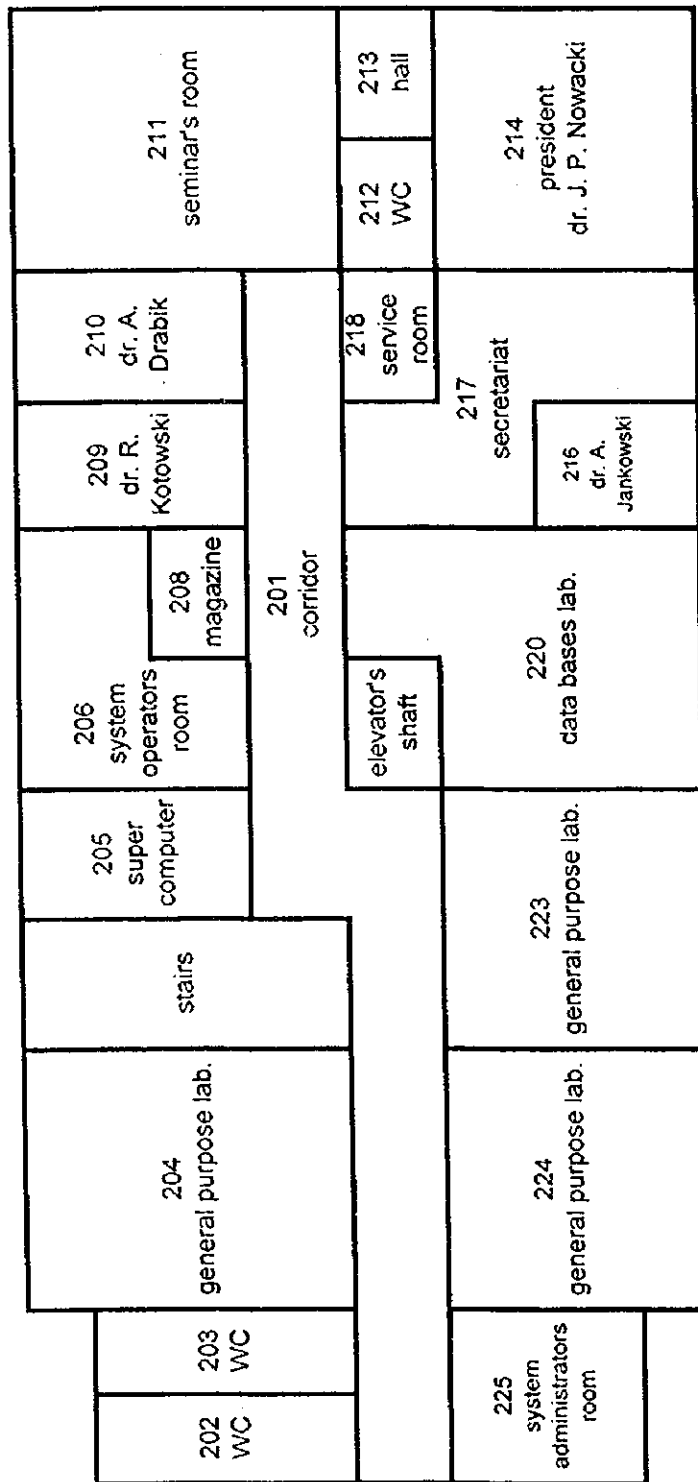 202
WC
203
WC
204
general purpose lab.
stairs
205
super
computer
206
system
operators
room
208
magazine
209
dr. R.
Kotowski
210
dr. A.
Drabik
211
seminar's room
201
corridor
elevator's
shaft
218
service
room
212
WC
213
hall
225
system
administrators
room
224
general purpose lab.
223
general purpose lab.
220
data bases lab.
217
secretariat
216
dr. A.
Jankowski
214
president
dr. J. P. Nowacki